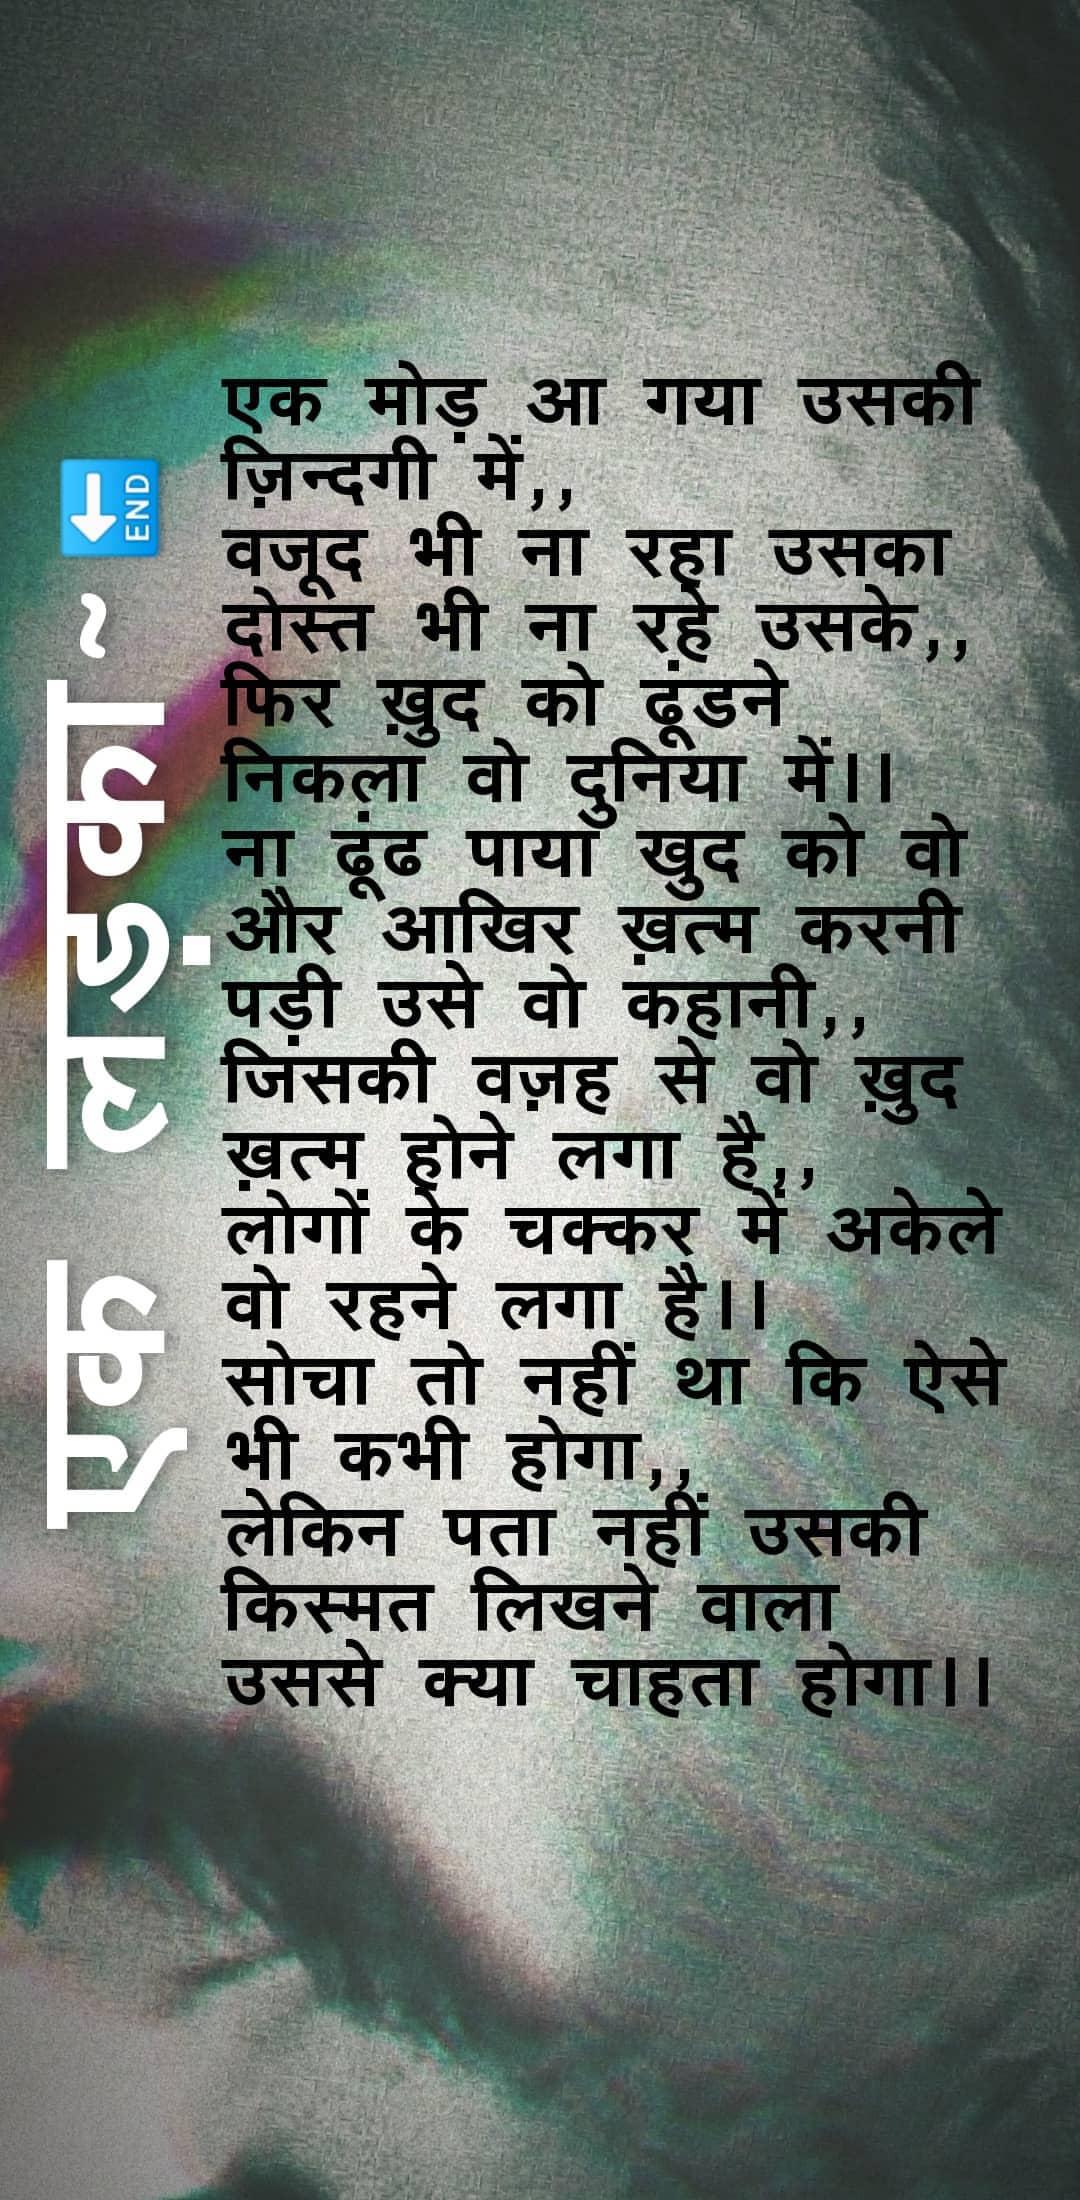 एक लड़का ~ 🔚
एक मोड़ आ गया उसकी
ज़िन्दगी में,,
वजूद भी ना रहा उसका
दोस्त भी ना रहे उसके,,
फिर ख़ुद को ढूंडने
निकला वो दुनिया में।।
ना ढूंढ पाया खुद को वो
और आखिर ख़त्म करनी
पड़ी उसे वो कहानी,,
जिसकी वज़ह से वो ख़ुद
ख़त्म होने लगा है,,
लोगों के चक्कर में अकेले
वो रहने लगा है।।
सोचा तो नहीं था कि ऐसे
भी कभी होगा,,
लेकिन पता नहीं उसकी
किस्मत लिखने वाला
उससे क्या चाहता होगा।।